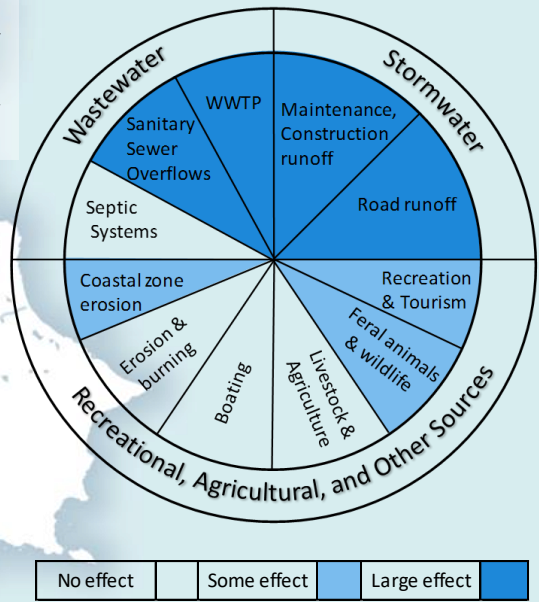 Wastewater
Stormwater
WWTP
Maintenance,
Construction
runoff
Sanitary
Sewer
Overflows
Road runoff
Septic
Systems
Coastal zone
erosion
Recreation
& Tourism
Feral animals
& wildlife
Erosion &
burning
Boating
Livestock &
Agriculture
Recreational, Agricultural, and Other Sources
No effect
Some effect
Large effect